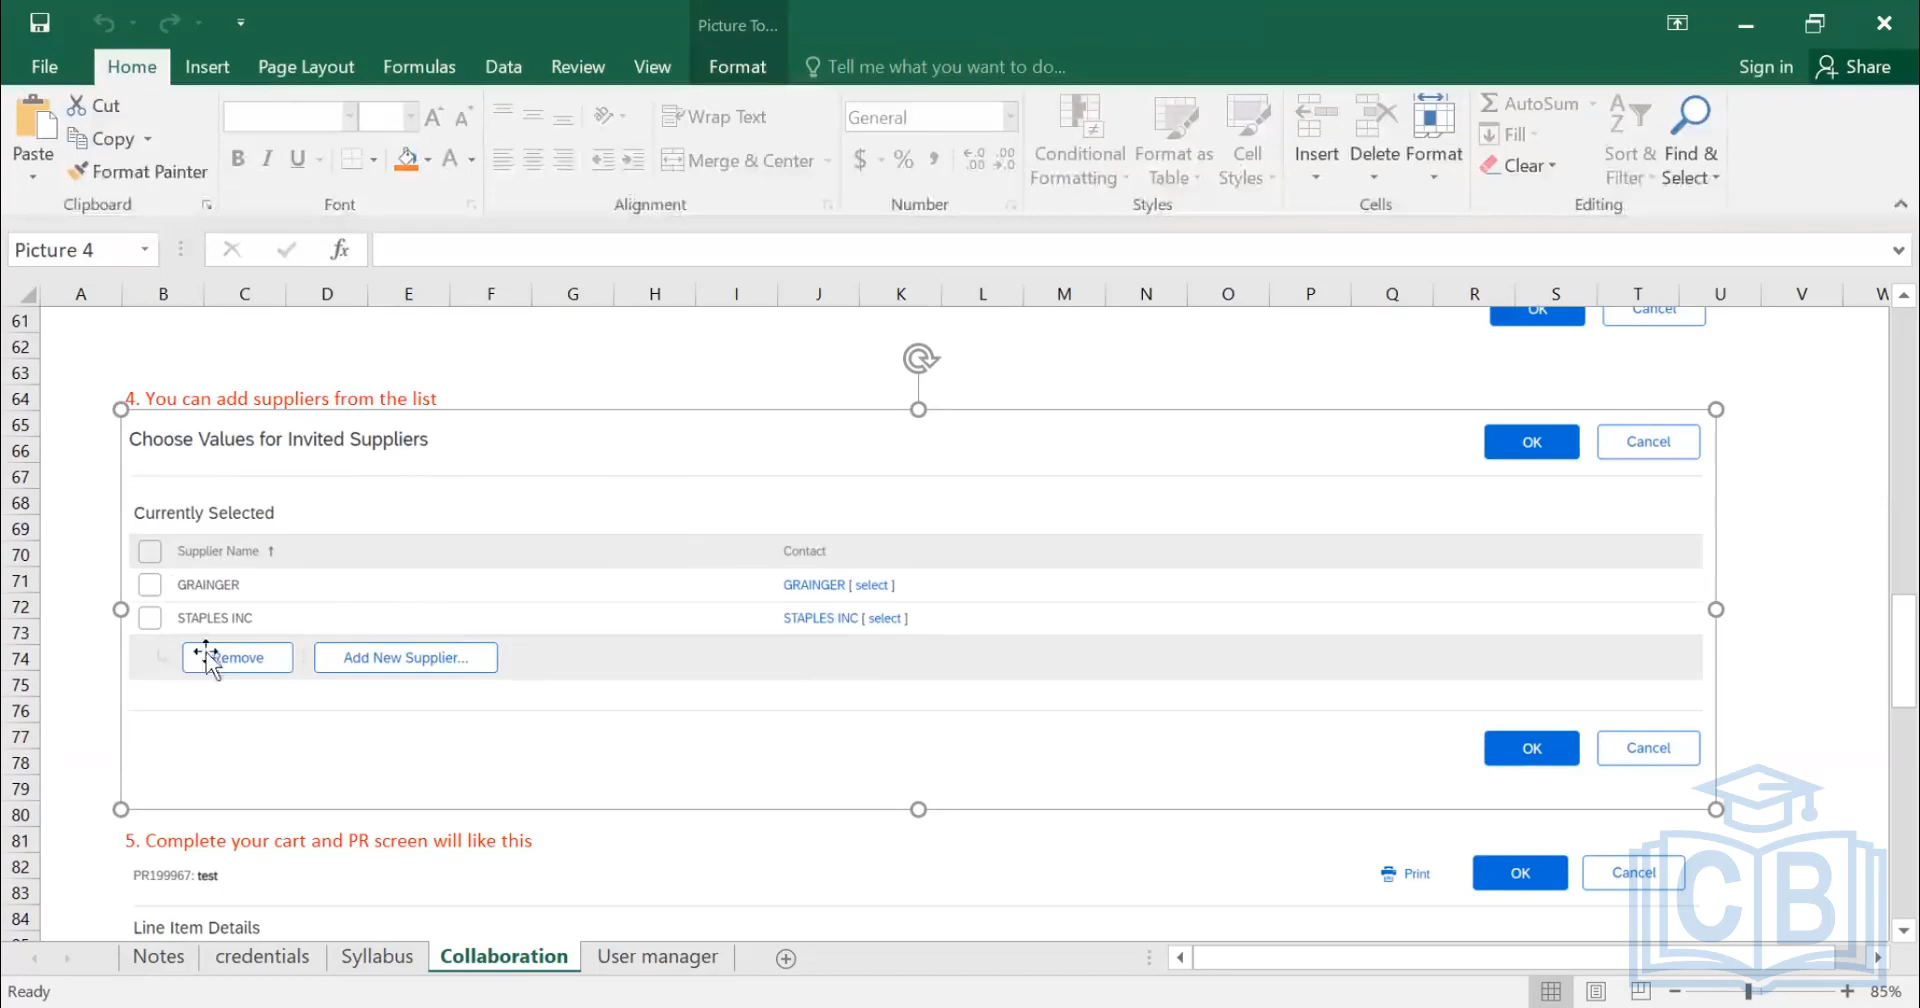 Picture To...
File Home Insert Page Layout Formulas Data Review View Format Tell me what you want to do... Sign in Share
Paste Cut
Copy
Format Painter
Clipboard
B I U A A A
Font
Wrap Text
Merge & Center
Alignment
General
$ % ,
Number
Conditional Formatting
Format as Table
Cell Styles
Styles
Insert Delete Format
Cells
AutoSum
Fill
Clear
Sort & Filter
Find & Select
Editing
Picture 4 fx
A B C D E F G H I J K L M N O P Q R S T U V W
61 OK Cancel
62
63
64 4. You can add suppliers from the list
65
66 Choose Values for Invited Suppliers OK Cancel
67
68
69 Currently Selected
70 Supplier Name ↑ Contact
71 GRAINGER GRAINGER [ select ]
72 STAPLES INC STAPLES INC [ select ]
73
74 Remove Add New Supplier...
75
76
77
78 OK Cancel
79
80
81 5. Complete your cart and PR screen will like this
82 PR199967: test Print OK Cancel
83
84 Line Item Details
Notes credentials Syllabus Collaboration User manager
Ready 85%
CB